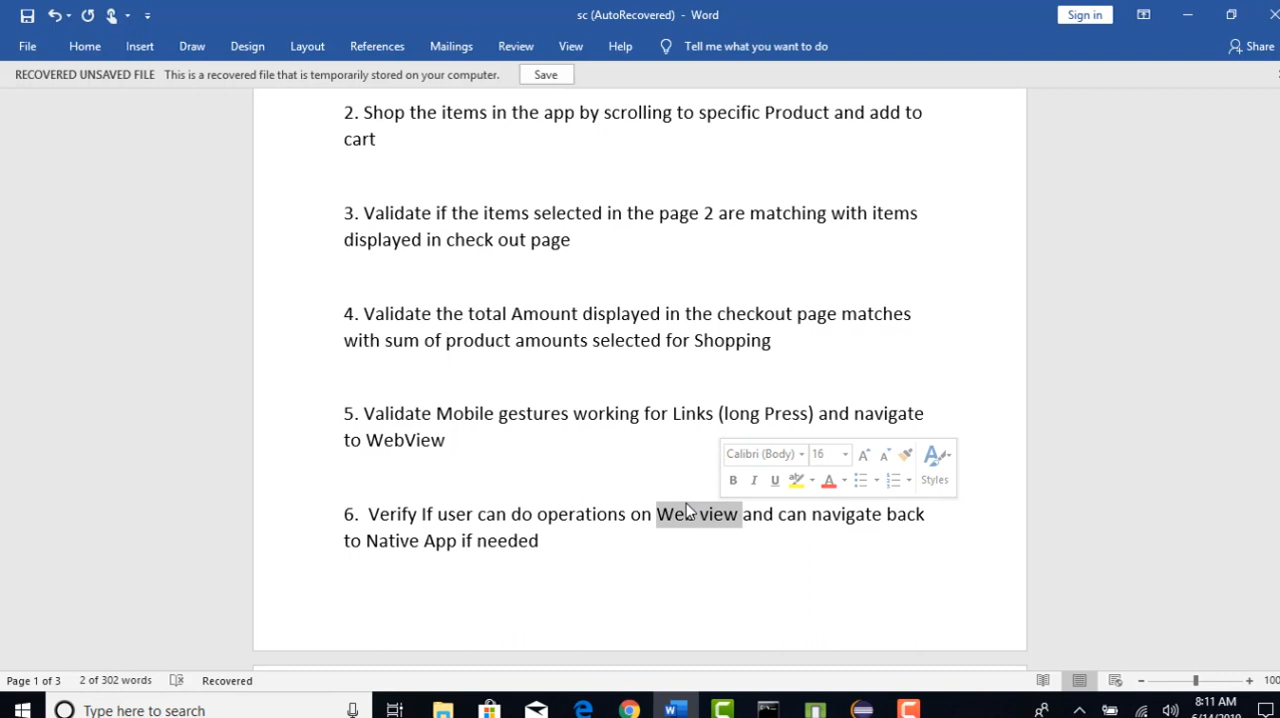 sc (AutoRecovered) - Word
Sign in
File Home Insert Draw Design Layout References Mailings Review View Help Tell me what you want to do Share
RECOVERED UNSAVED FILE This is a recovered file that is temporarily stored on your computer. Save
2. Shop the items in the app by scrolling to specific Product and add to
cart
3. Validate if the items selected in the page 2 are matching with items
displayed in check out page
4. Validate the total Amount displayed in the checkout page matches
with sum of product amounts selected for Shopping
5. Validate Mobile gestures working for Links (long Press) and navigate
to WebView
Calibri (Body) 16
B I U Styles
6. Verify If user can do operations on Web view and can navigate back
to Native App if needed
Page 1 of 3 2 of 302 words Recovered 100
Type here to search
8:11 AM